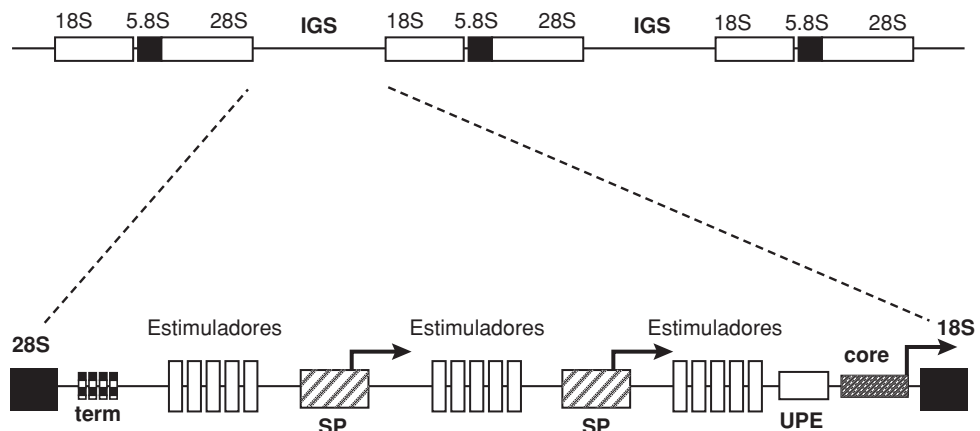 18S 5.8S 28S IGS 18S 5.8S 28S IGS 18S 5.8S 28S
Estimuladores Estimuladores Estimuladores 18S
28S core
term SP SP UPE